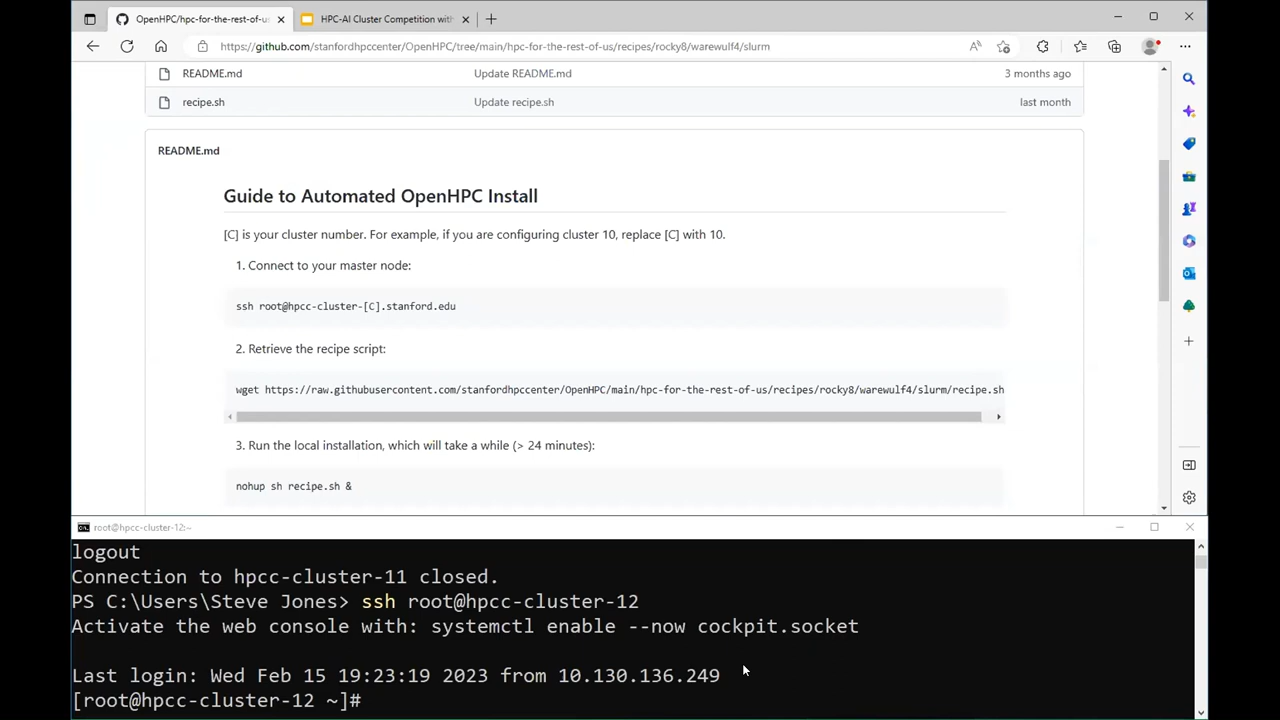 OpenHPC/hpc-for-the-rest-of-us
HPC-AI Cluster Competition with
https://github.com/stanfordhpccenter/OpenHPC/tree/main/hpc-for-the-rest-of-us/recipes/rocky8/warewulf4/slurm
README.md Update README.md 3 months ago
recipe.sh Update recipe.sh last month
README.md
Guide to Automated OpenHPC Install
[C] is your cluster number. For example, if you are configuring cluster 10, replace [C] with 10.
1. Connect to your master node:
ssh root@hpcc-cluster-[C].stanford.edu
2. Retrieve the recipe script:
wget https://raw.githubusercontent.com/stanfordhpccenter/OpenHPC/main/hpc-for-the-rest-of-us/recipes/rocky8/warewulf4/slurm/recipe.sh
3. Run the local installation, which will take a while (> 24 minutes):
nohup sh recipe.sh &
root@hpcc-cluster-12:~
logout
Connection to hpcc-cluster-11 closed.
PS C:\Users\Steve Jones> ssh root@hpcc-cluster-12
Activate the web console with: systemctl enable --now cockpit.socket
Last login: Wed Feb 15 19:23:19 2023 from 10.130.136.249
[root@hpcc-cluster-12 ~]#